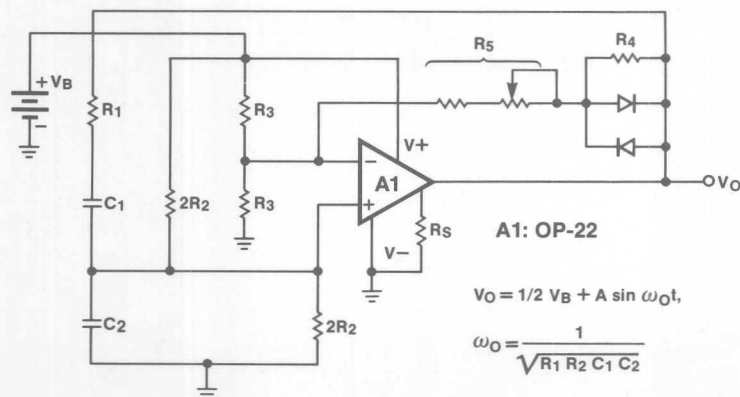 R5
R4
+ VB
−
R1
R3
V+
−
A1
C1
2R2
R3
+
VO
RS
A1: OP-22
V−
C2
2R2
VO = 1/2 VB + A sin ωOt,
ωO = 1
√R1 R2 C1 C2